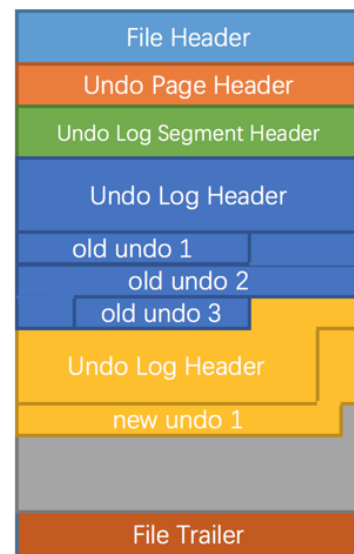 File Header
Undo Page Header
Undo Log Segment Header
Undo Log Header
old undo 1
old undo 2
old undo 3
Undo Log Header
new undo 1
File Trailer